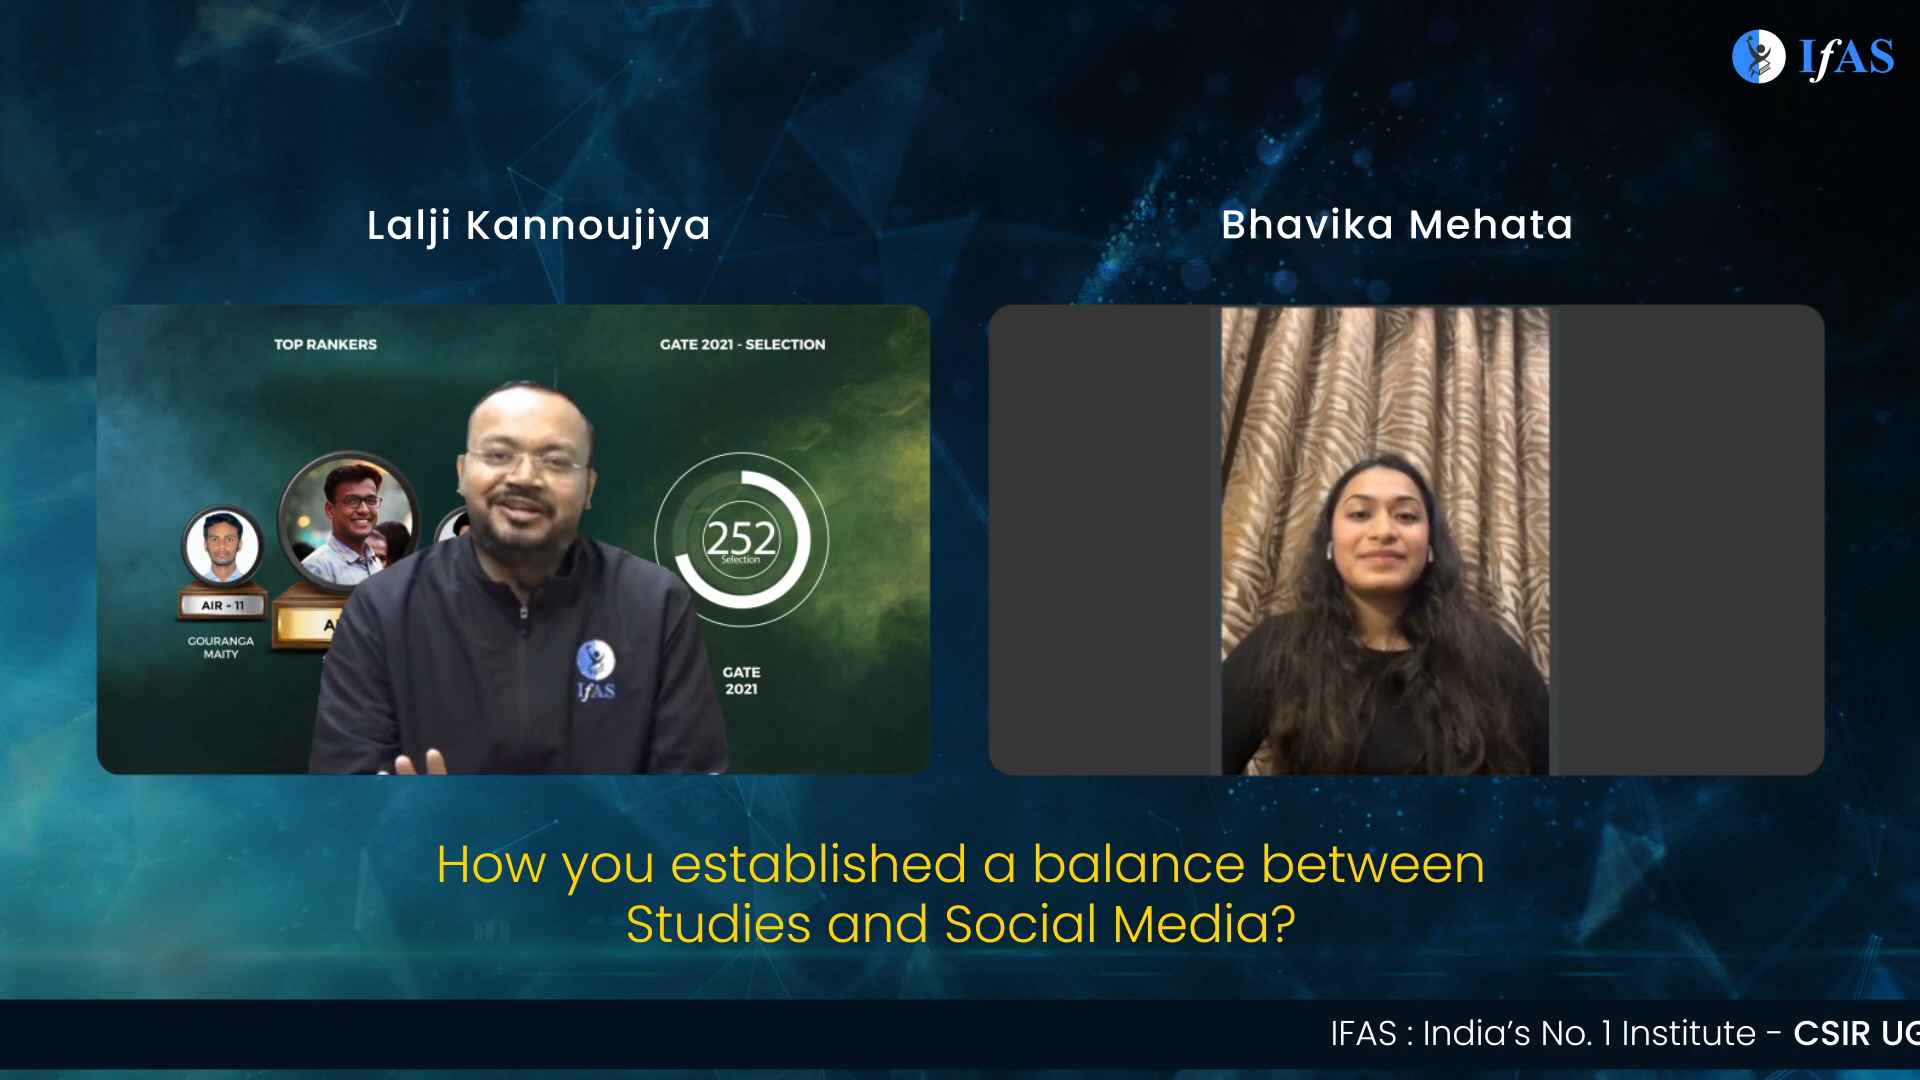 IfAS
Lalji Kannoujiya
Bhavika Mehata
TOP RANKERS
GATE 2021 - SELECTION
252
Selection
AIR - 11
GOURANGA
MAITY
GATE
2021
IfAS
How you established a balance between
Studies and Social Media?
IFAS : India’s No. 1 Institute - CSIR